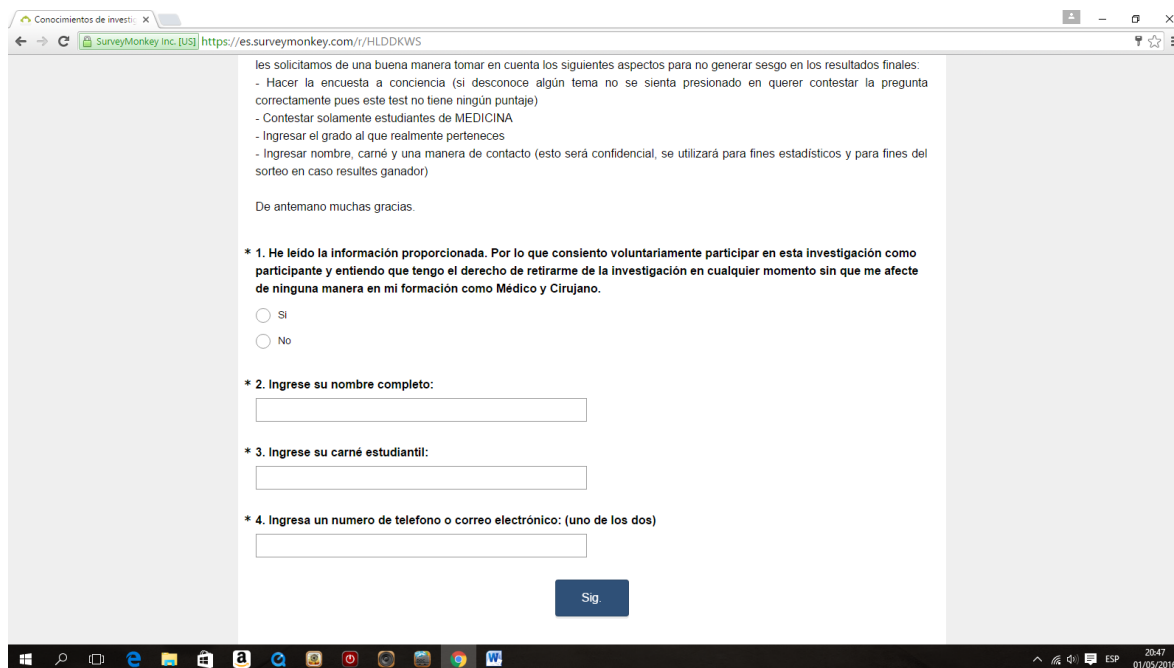 Conocimientos de investi
SurveyMonkey Inc. [US] https://es.surveymonkey.com/r/HLDDKWS
les solicitamos de una buena manera tomar en cuenta los siguientes aspectos para no generar sesgo en los resultados finales:
- Hacer la encuesta a conciencia (si desconoce algún tema no se sienta presionado en querer contestar la pregunta
correctamente pues este test no tiene ningún puntaje)
- Contestar solamente estudiantes de MEDICINA
- Ingresar el grado al que realmente perteneces
- Ingresar nombre, carné y una manera de contacto (esto será confidencial, se utilizará para fines estadísticos y para fines del
sorteo en caso resultes ganador)
De antemano muchas gracias.
* 1. He leído la información proporcionada. Por lo que consiento voluntariamente participar en esta investigación como
participante y entiendo que tengo el derecho de retirarme de la investigación en cualquier momento sin que me afecte
de ninguna manera en mi formación como Médico y Cirujano.
Si
No
* 2. Ingrese su nombre completo:
* 3. Ingrese su carné estudiantil:
* 4. Ingresa un numero de telefono o correo electrónico: (uno de los dos)
Sig.
ESP
20:47
01/05/201